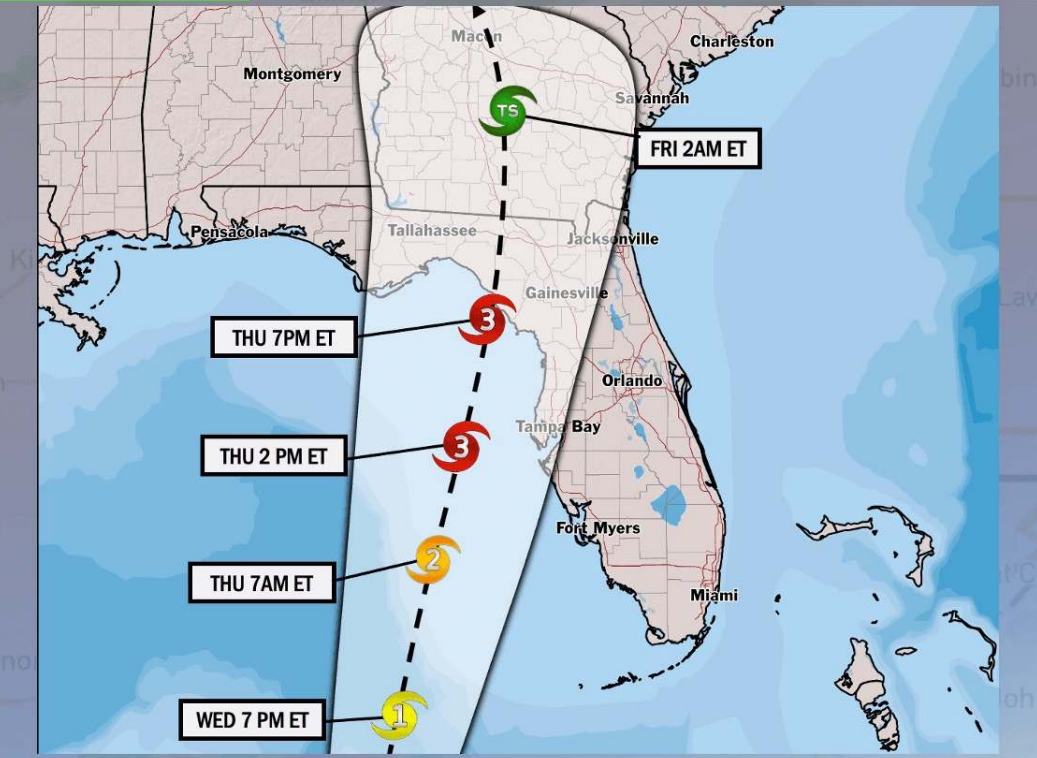 Macon
Charleston
Montgomery
Savannah
TS
FRI 2AM ET
Pensacola
Tallahassee
Jacksonville
Gainesville
3
THU 7PM ET
Orlando
Tampa Bay
3
THU 2 PM ET
Fort Myers
2
THU 7AM ET
Miami
1
WED 7 PM ET